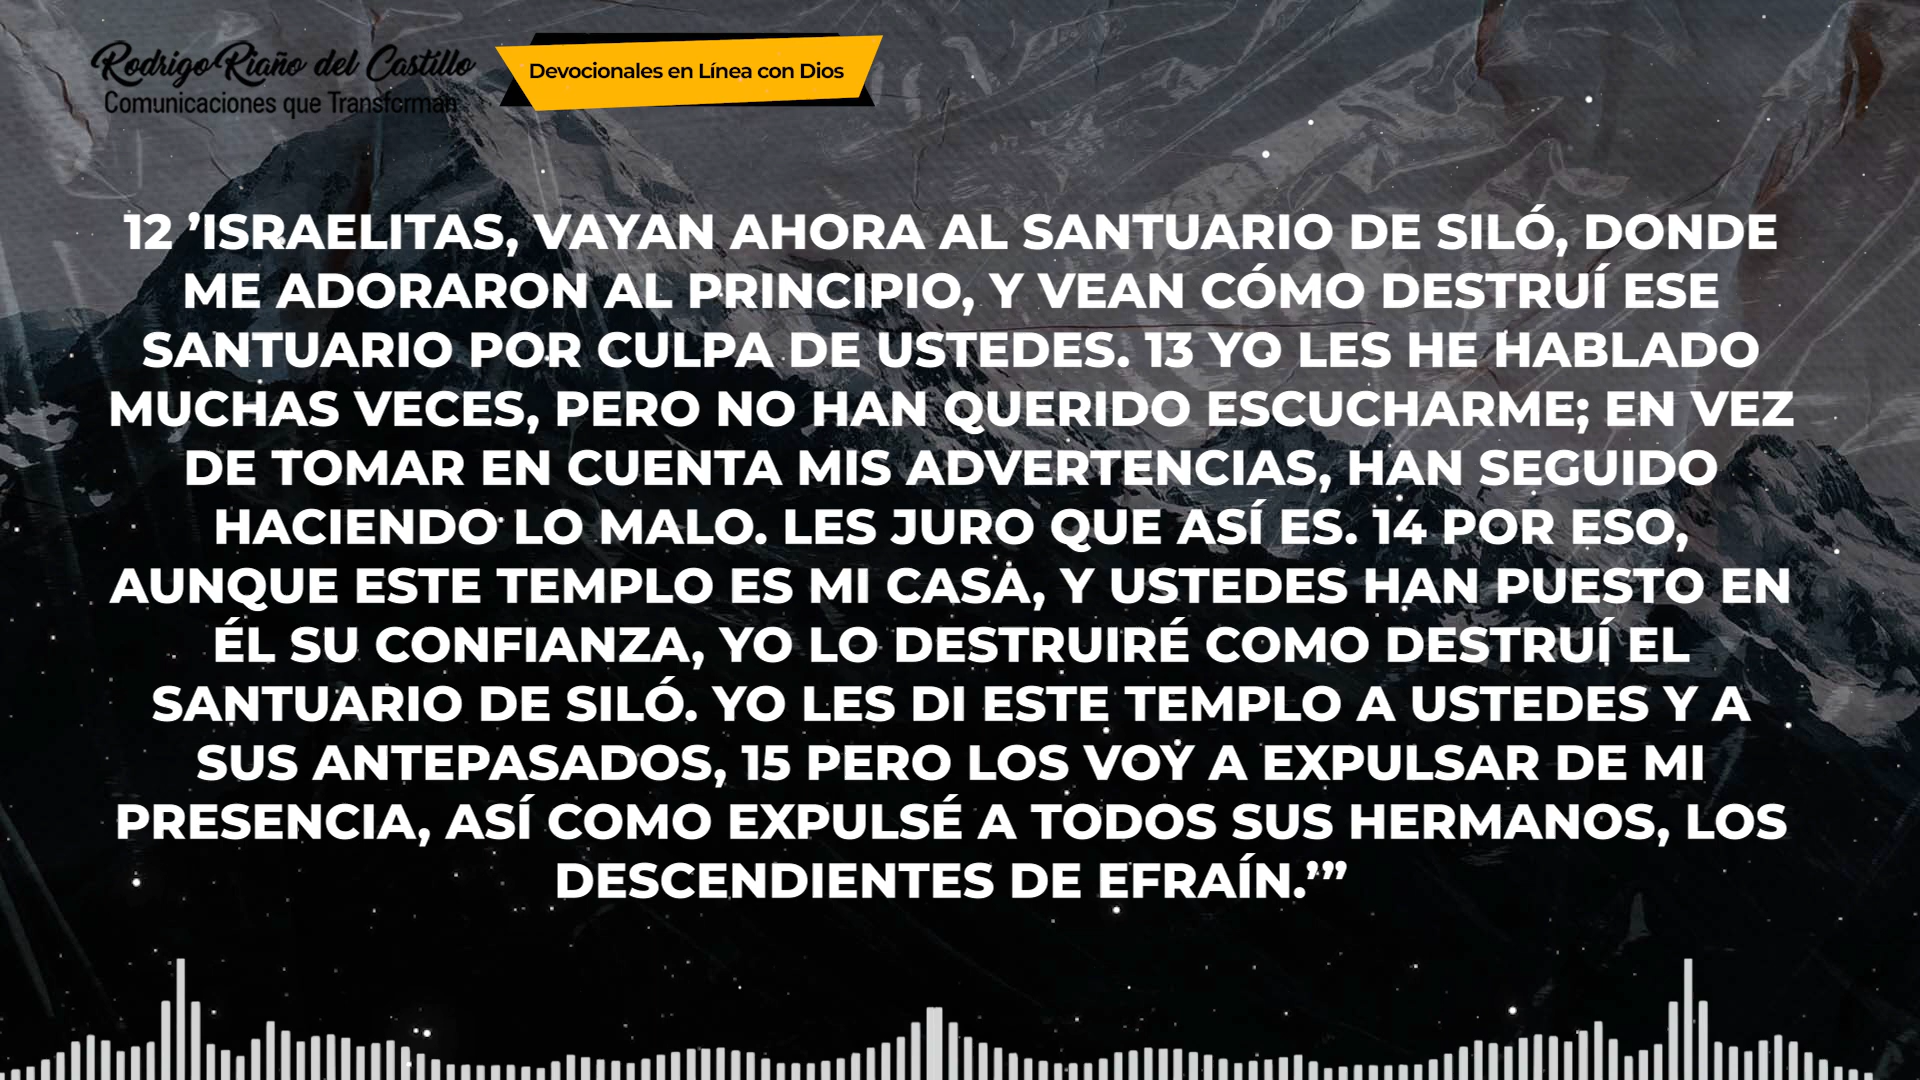 Rodrigo Riaño del Castillo
Comunicaciones que Transforman
Devocionales en Línea con Dios
12 ’ISRAELITAS, VAYAN AHORA AL SANTUARIO DE SILÓ, DONDE
ME ADORARON AL PRINCIPIO, Y VEAN CÓMO DESTRUÍ ESE
SANTUARIO POR CULPA DE USTEDES. 13 YO LES HE HABLADO
MUCHAS VECES, PERO NO HAN QUERIDO ESCUCHARME; EN VEZ
DE TOMAR EN CUENTA MIS ADVERTENCIAS, HAN SEGUIDO
HACIENDO LO MALO. LES JURO QUE ASÍ ES. 14 POR ESO,
AUNQUE ESTE TEMPLO ES MI CASA, Y USTEDES HAN PUESTO EN
ÉL SU CONFIANZA, YO LO DESTRUIRÉ COMO DESTRUÍ EL
SANTUARIO DE SILÓ. YO LES DI ESTE TEMPLO A USTEDES Y A
SUS ANTEPASADOS, 15 PERO LOS VOY A EXPULSAR DE MI
PRESENCIA, ASÍ COMO EXPULSÉ A TODOS SUS HERMANOS, LOS
DESCENDIENTES DE EFRAÍN.’”